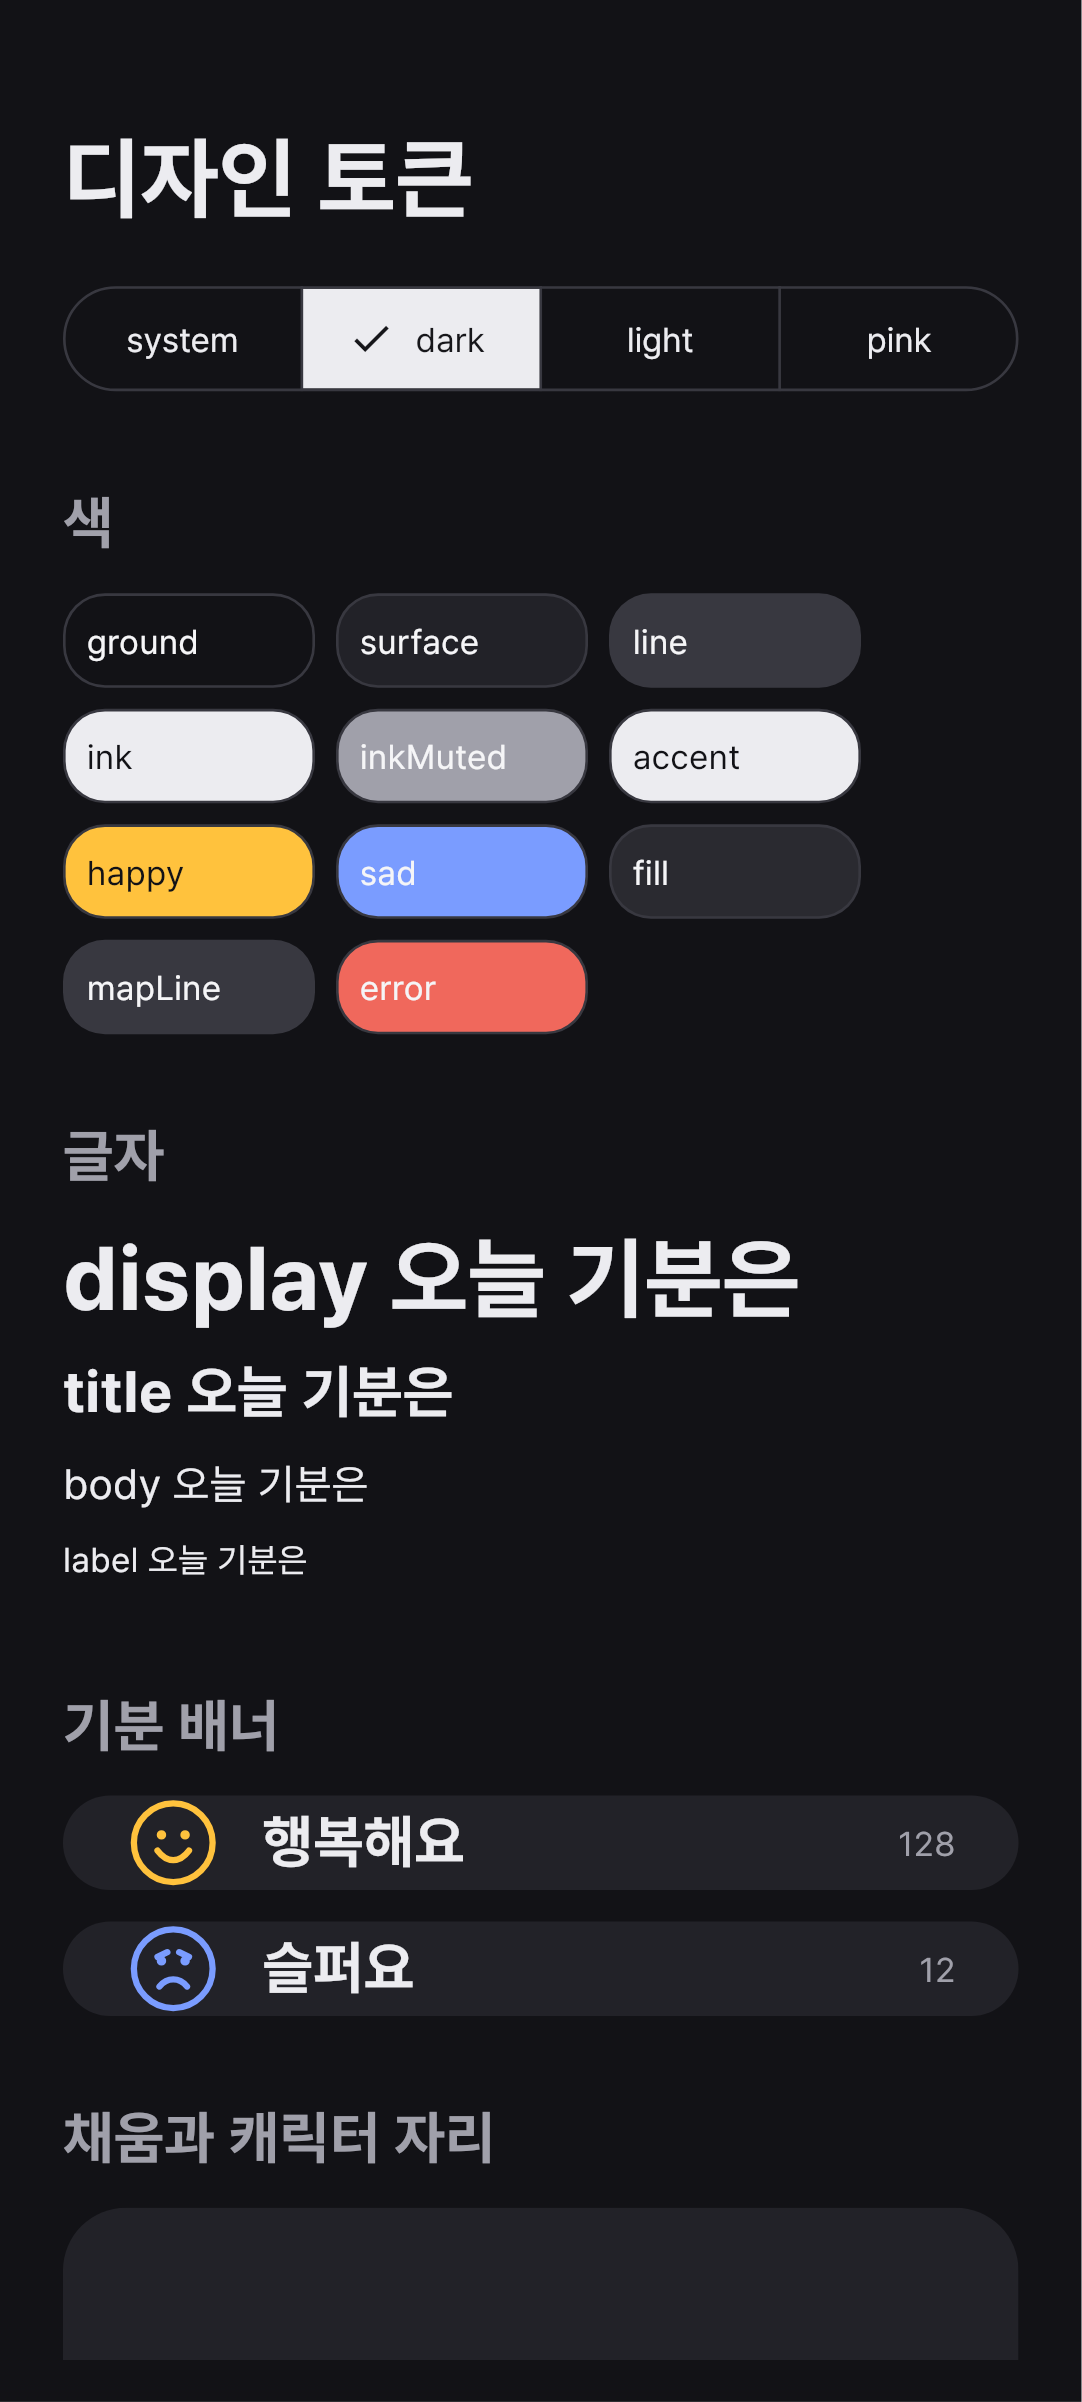 디자인 토큰
system dark light pink
색
ground surface line
ink inkMuted accent
happy sad fill
mapLine error
글자
display 오늘 기분은
title 오늘 기분은
body 오늘 기분은
label 오늘 기분은
기분 배너
행복해요 128
슬퍼요 12
채움과 캐릭터 자리